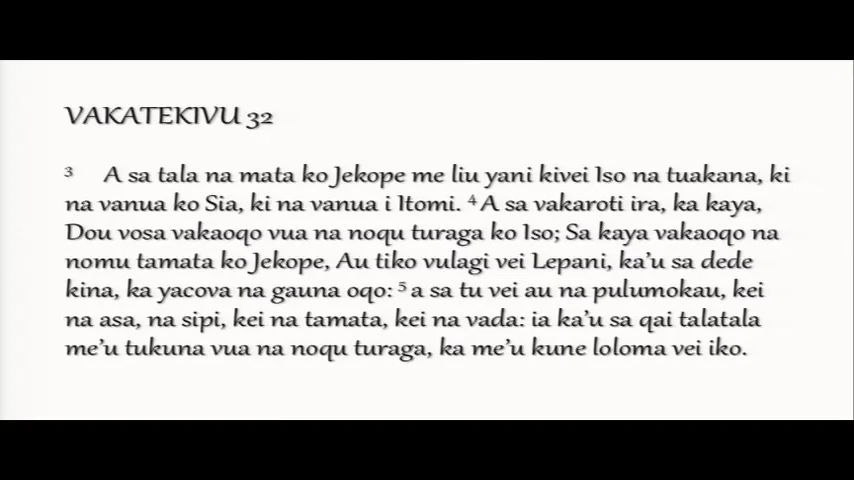 VAKATEKIVU 32
3 A sa tala na mata ko Jekope me liu yani kivei Iso na tuakana, ki
na vanua ko Sia, ki na vanua i Itomi. 4 A sa vakaroti ira, ka kaya,
Dou vosa vakaoqo vua na noqu turaga ko Iso; Sa kaya vakaoqo na
nomu tamata ko Jekope, Au tiko vulagi vei Lepani, ka’u sa dede
kina, ka yacova na gauna oqo: 5 a sa tu vei au na pulumokau, kei
na asa, na sipi, kei na tamata, kei na vada: ia ka’u sa qai talatala
me’u tukuna vua na noqu turaga, ka me’u kune loloma vei iko.